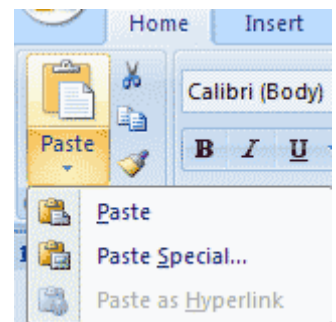 Home Insert
Calibri (Body)
Paste
B I U
Paste
Paste Special...
Paste as Hyperlink